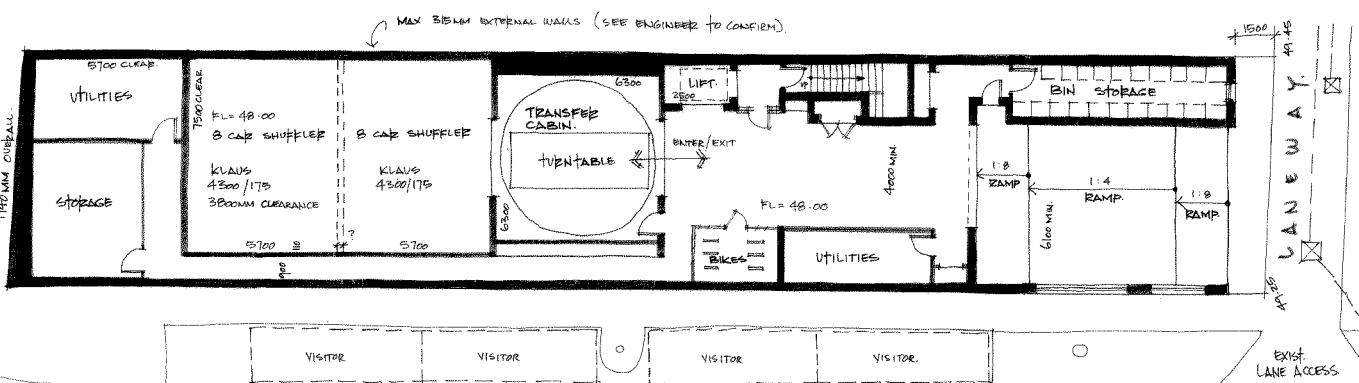 MAX 315MM EXTERNAL WALLS (SEE ENGINEER TO CONFIRM).
1500
49.45
5700 CLEAR.
UTILITIES
7500 CLEAR
FL = 48.00
8 CAR SHUFFLER
KLAUS
4300/175
3800MM CLEARANCE
8 CAR SHUFFLER
KLAUS
4300/175
6300
TRANSFER
CABIN.
TURNTABLE
6300
LIFT.
2500
UP
ENTER/EXIT
4000 MIN.
FL = 48.00
BIN STORAGE
1:8
RAMP
1:4
RAMP.
1:8
RAMP.
6100 MIN.
LANEWAY.
STORAGE
MM OVERALL.
5700
110
?
5700
900
BIKES
UTILITIES
49.25
VISITOR
VISITOR
VISITOR
VISITOR.
EXIST.
LANE ACCESS.